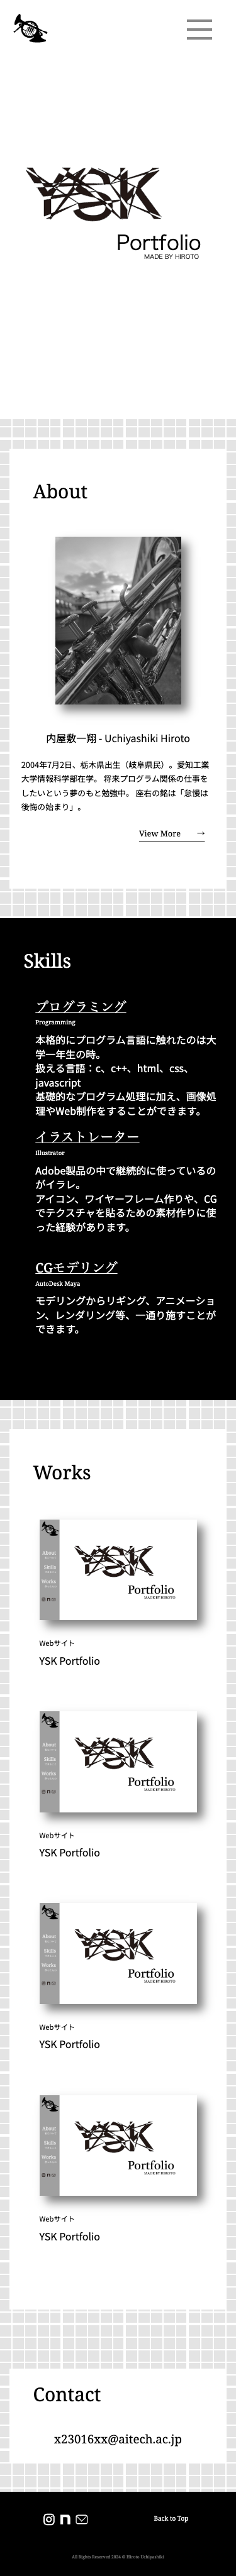 YSK
Portfolio
MADE BY HIROTO
About
内屋敷一翔 - Uchiyashiki Hiroto
2004年7月2日、栃木県出生（岐阜県民）。愛知工業
大学情報科学部在学。 将来プログラム関係の仕事を
したいという夢のもと勉強中。 座右の銘は「怠慢は
後悔の始まり」。
View More →
Skills
プログラミング
Programming
本格的にプログラム言語に触れたのは大
学一年生の時。
扱える言語：c、c++、html、css、
javascript
基礎的なプログラム処理に加え、画像処
理やWeb制作をすることができます。
イラストレーター
Illustrator
Adobe製品の中で継続的に使っているの
がイラレ。
アイコン、ワイヤーフレーム作りや、CG
でテクスチャを貼るための素材作りに使
った経験があります。
CGモデリング
AutoDesk Maya
モデリングからリギング、アニメーショ
ン、レンダリング等、一通り施すことが
できます。
Works
About
Skills
Works
YSK
Portfolio
MADE BY HIROTO
Webサイト
YSK Portfolio
About
Skills
Works
YSK
Portfolio
MADE BY HIROTO
Webサイト
YSK Portfolio
About
Skills
Works
YSK
Portfolio
MADE BY HIROTO
Webサイト
YSK Portfolio
About
Skills
Works
YSK
Portfolio
MADE BY HIROTO
Webサイト
YSK Portfolio
Contact
x23016xx@aitech.ac.jp
Back to Top
All Rights Reserved 2024 © Hiroto Uchiyashiki